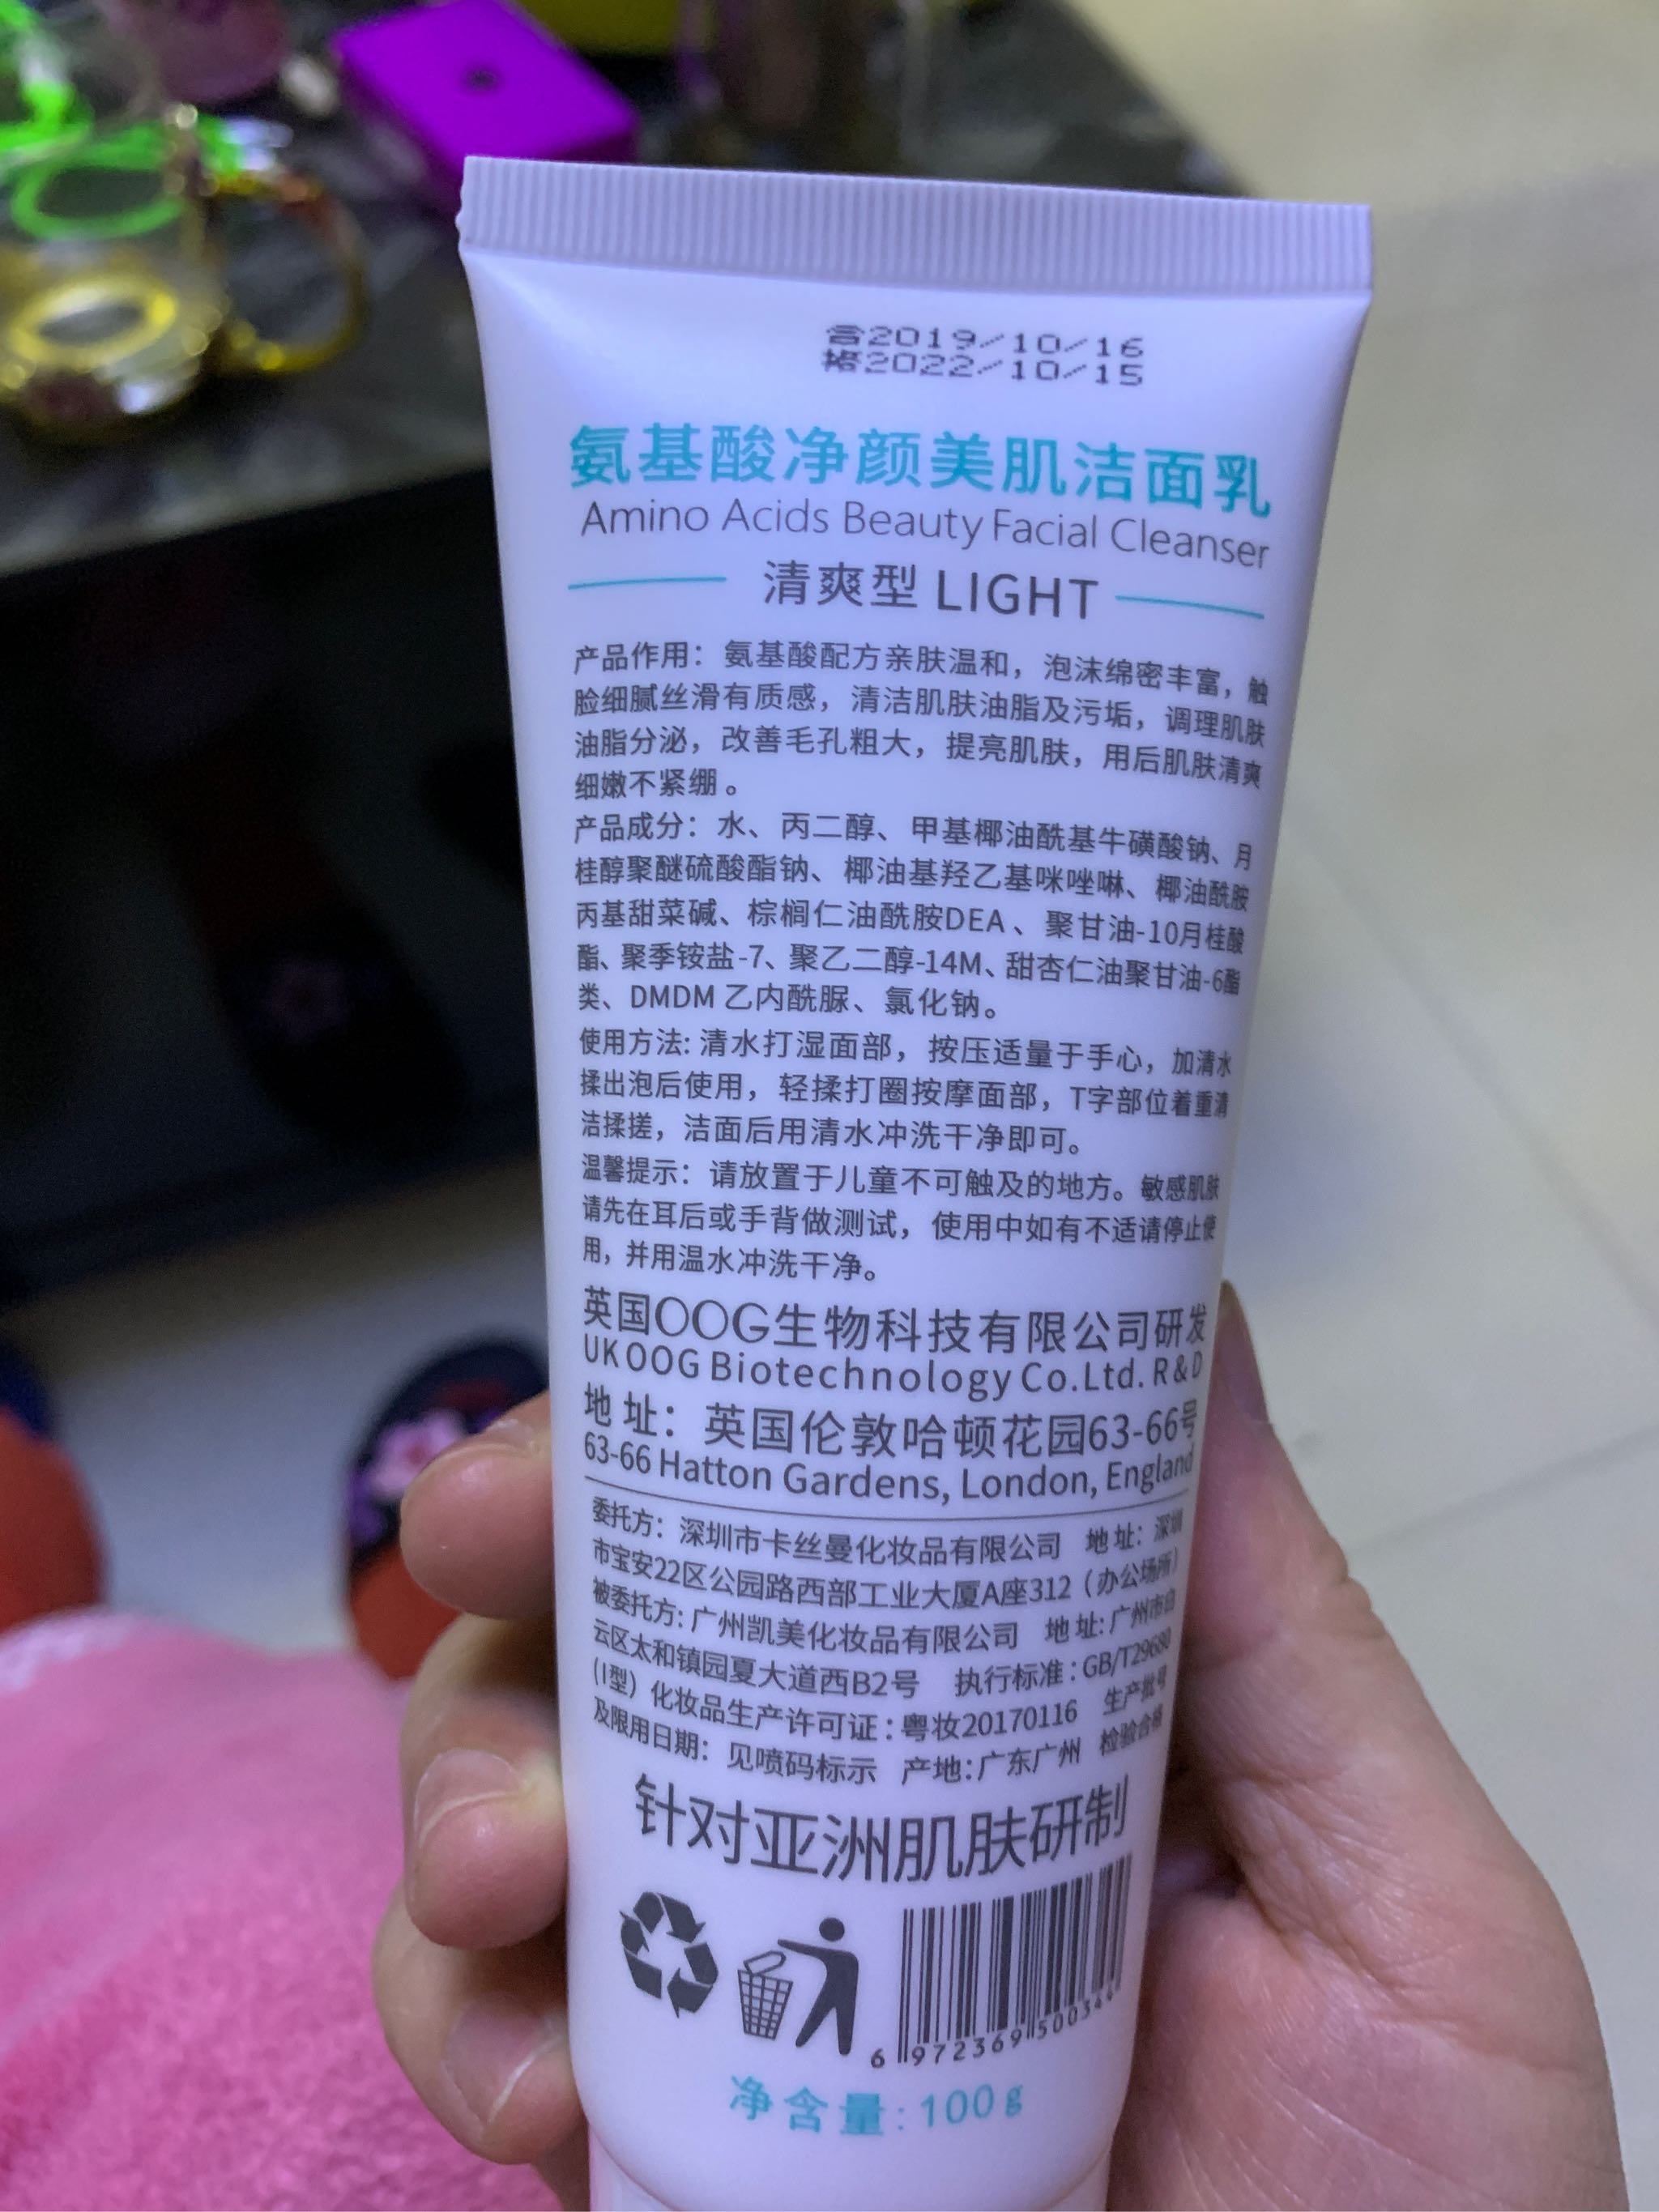 合2019/10/16
格2022/10/15
氨基酸净颜美肌洁面乳
Amino Acids Beauty Facial Cleanser
清爽型 LIGHT
产品作用：氨基酸配方亲肤温和，泡沫绵密丰富，触
脸细腻丝滑有质感，清洁肌肤油脂及污垢，调理肌肤
油脂分泌，改善毛孔粗大，提亮肌肤，用后肌肤清爽
细嫩不紧绷。
产品成分：水、丙二醇、甲基椰油酰基牛磺酸钠、月
桂醇聚醚硫酸酯钠、椰油基羟乙基咪唑啉、椰油酰胺
丙基甜菜碱、棕榈仁油酰胺DEA、聚甘油-10月桂酸
酯、聚季铵盐-7、聚乙二醇-14M、甜杏仁油聚甘油-6酯
类、DMDM 乙内酰脲、氯化钠。
使用方法: 清水打湿面部，按压适量于手心，加清水
揉出泡后使用，轻揉打圈按摩面部，T字部位着重清
洁揉搓，洁面后用清水冲洗干净即可。
温馨提示：请放置于儿童不可触及的地方。敏感肌肤
请先在耳后或手背做测试，使用中如有不适请停止使
用，并用温水冲洗干净。
英国OOG生物科技有限公司研发
UK OOG Biotechnology Co.Ltd. R & D
地址：英国伦敦哈顿花园63-66号
63-66 Hatton Gardens, London, England
委托方：深圳市卡丝曼化妆品有限公司 地址：深圳
市宝安22区公园路西部工业大厦A座312（办公场所）
被委托方: 广州凯美化妆品有限公司 地址: 广州市白
云区太和镇园夏大道西B2号 执行标准: GB/T29680
(I型) 化妆品生产许可证: 粤妆20170116 生产批号
及限用日期：见喷码标示 产地: 广东广州 检验合格
针对亚洲肌肤研制
6 972369 500344
净含量: 100g